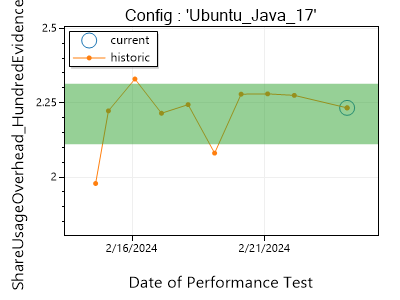 Config : 'Ubuntu_Java_17'
ShareUsageOverhead_HundredEvidence
2.5
current
historic
2.25
2
2/16/2024
2/21/2024
Date of Performance Test